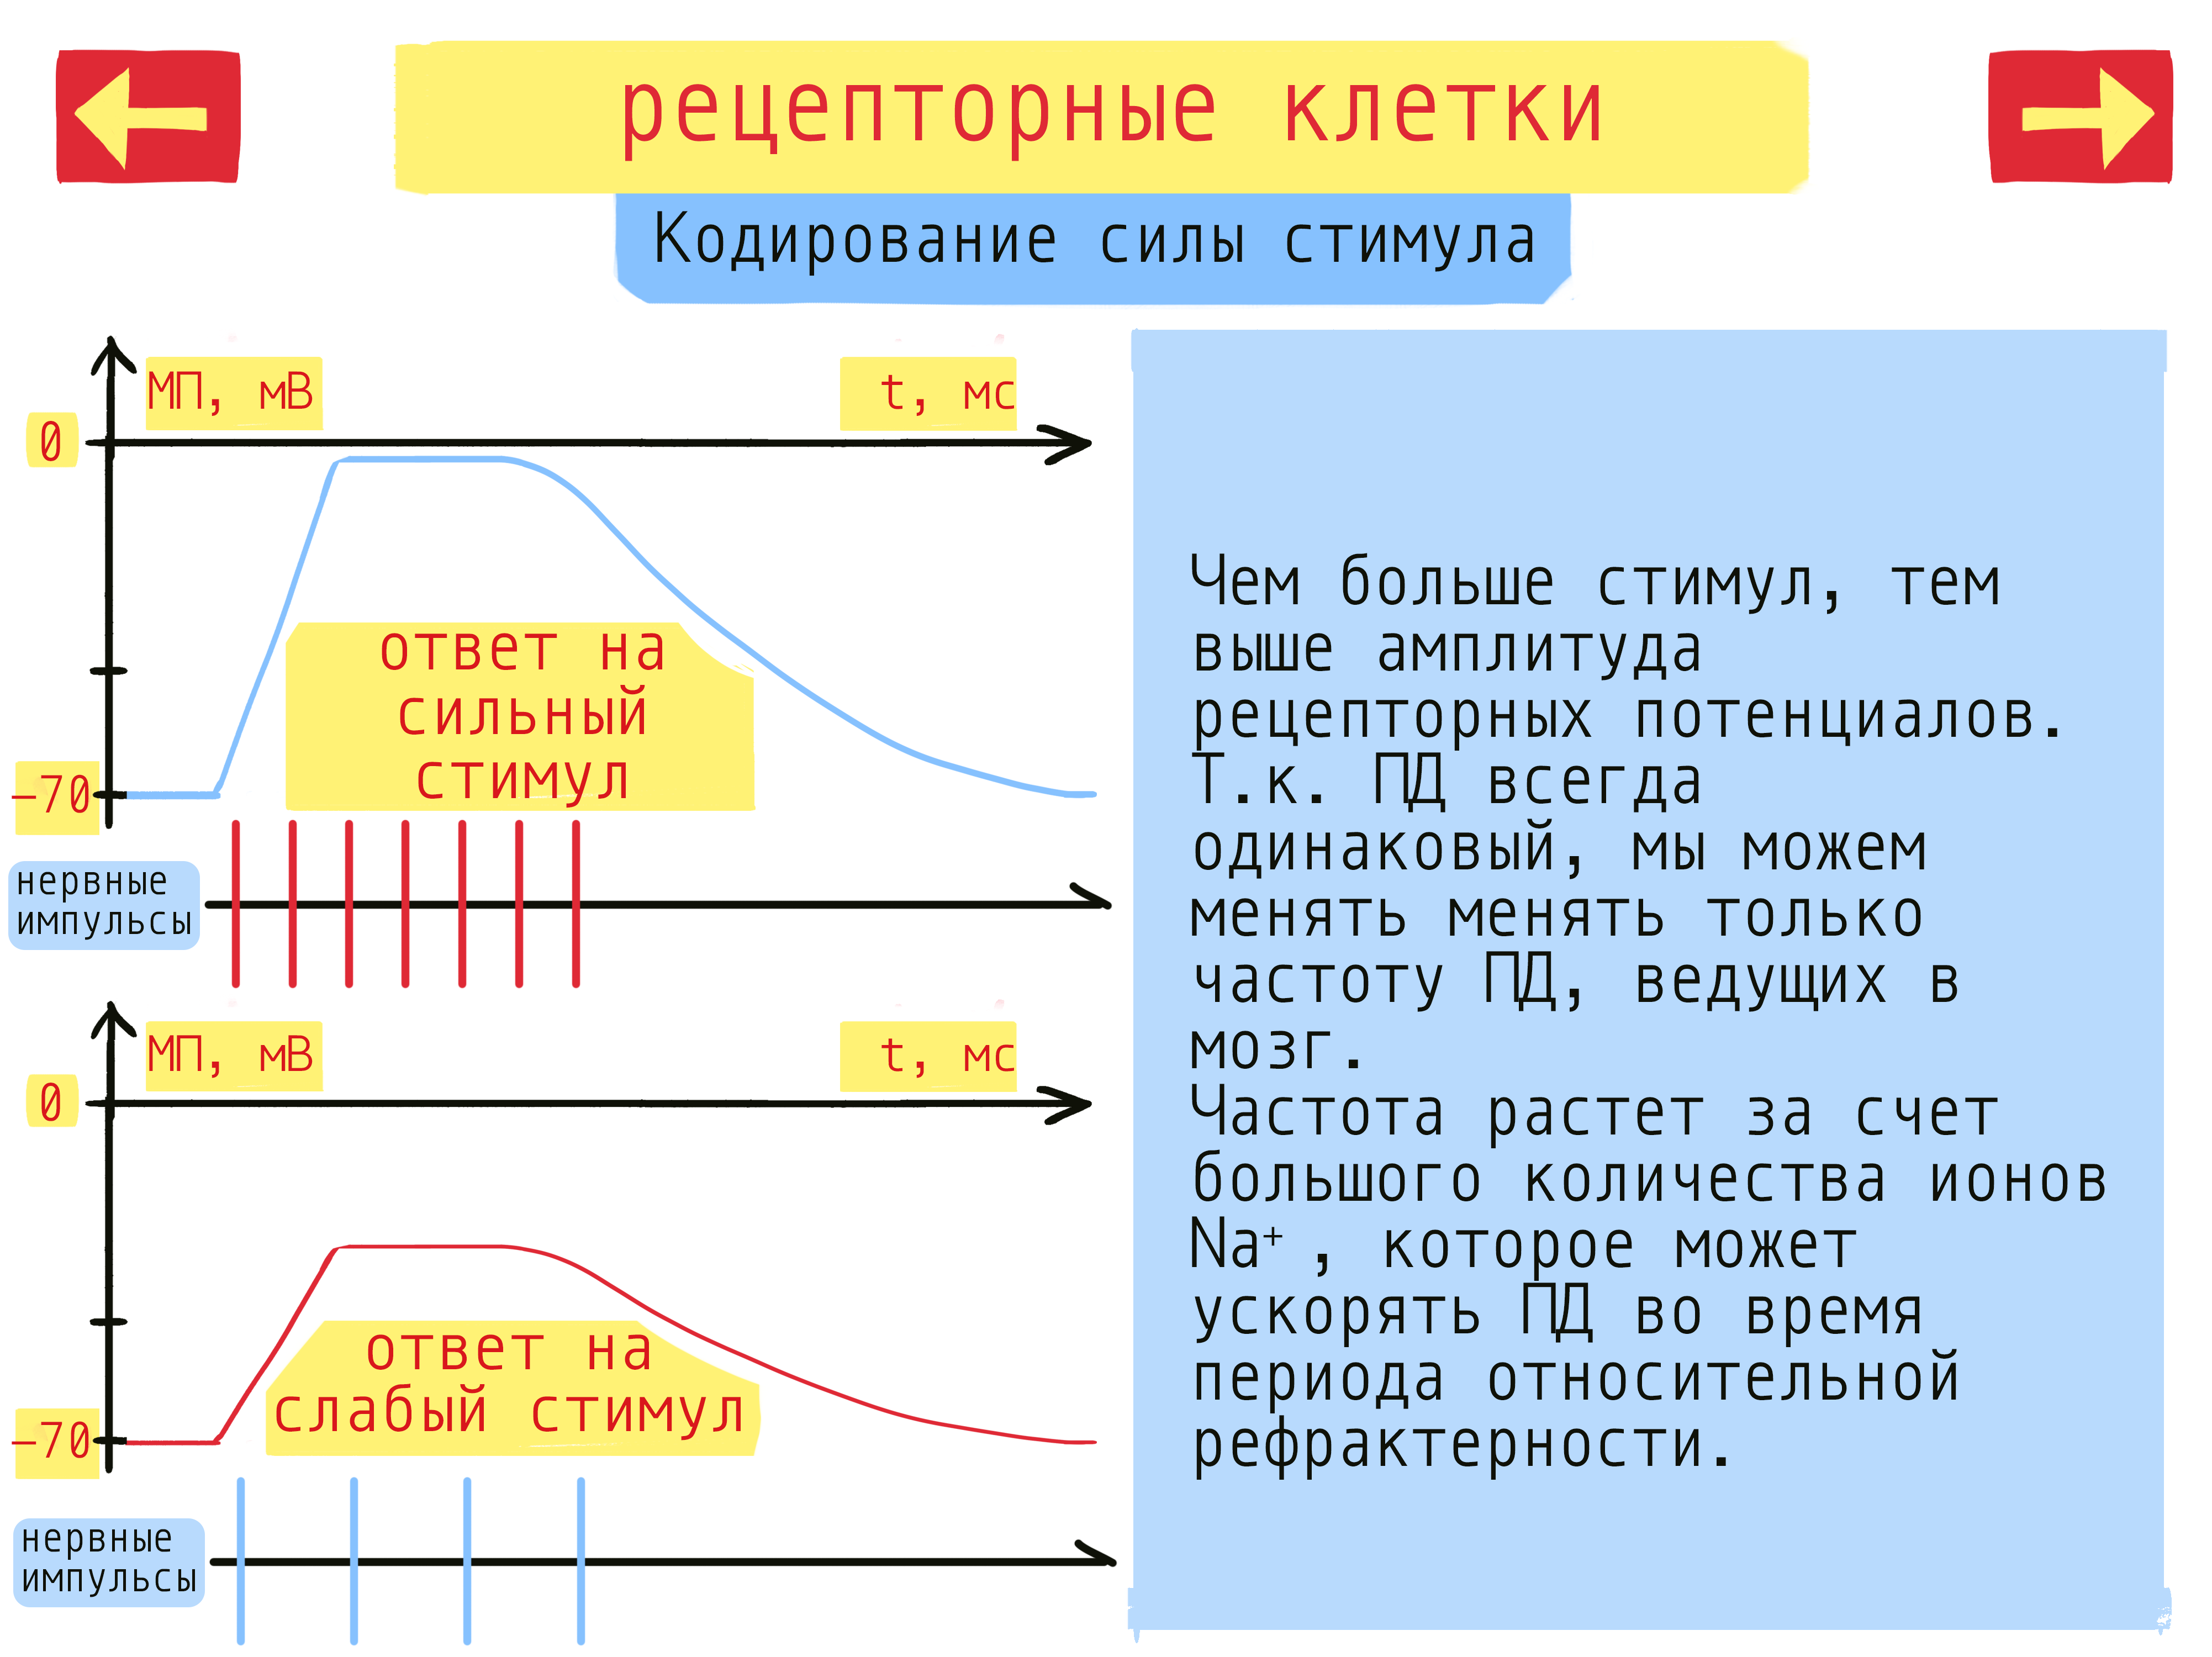 рецепторные клетки
Кодирование силы стимула
МП, мВ
t, мс
0
ответ на
сильный
стимул
-70
нервные
импульсы
МП, мВ
t, мс
0
ответ на
слабый стимул
-70
нервные
импульсы
Чем больше стимул, тем
выше амплитуда
рецепторных потенциалов.
Т.к. ПД всегда
одинаковый, мы можем
менять менять только
частоту ПД, ведущих в
мозг.
Частота растет за счет
большого количества ионов
Na⁺ , которое может
ускорять ПД во время
периода относительной
рефрактерности.